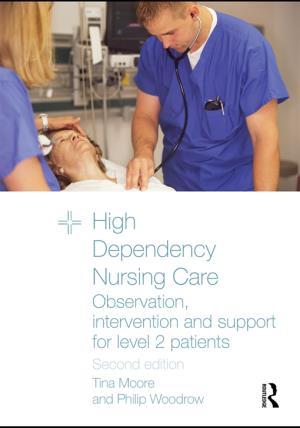 High
Dependency
Nursing Care
Observation,
intervention and support
for level 2 patients
Second edition
Tina Moore
and Philip Woodrow
ROUTLEDGE